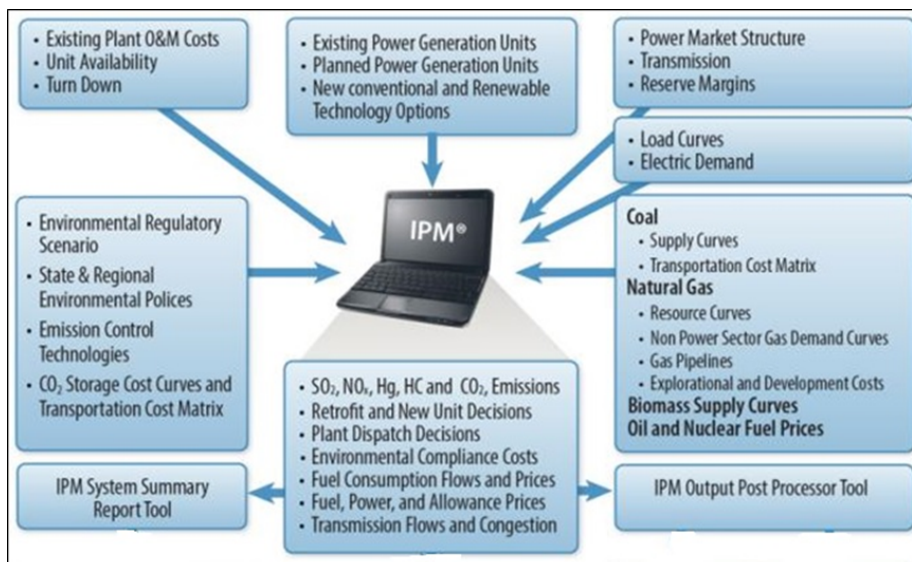 • Existing Plant O&M Costs
• Unit Availability
• Turn Down
• Existing Power Generation Units
• Planned Power Generation Units
• New conventional and Renewable
Technology Options
• Power Market Structure
• Transmission
• Reserve Margins
• Load Curves
• Electric Demand
IPM®
• Environmental Regulatory
Scenario
• State & Regional
Environmental Polices
• Emission Control
Technologies
• CO₂ Storage Cost Curves and
Transportation Cost Matrix
Coal
• Supply Curves
• Transportation Cost Matrix
Natural Gas
• Resource Curves
• Non Power Sector Gas Demand Curves
• Gas Pipelines
• Explorational and Development Costs
Biomass Supply Curves
Oil and Nuclear Fuel Prices
• SO₂, NOₓ, Hg, HC and CO₂, Emissions
• Retrofit and New Unit Decisions
• Plant Dispatch Decisions
• Environmental Compliance Costs
• Fuel Consumption Flows and Prices
• Fuel, Power, and Allowance Prices
• Transmission Flows and Congestion
IPM System Summary
Report Tool
IPM Output Post Processor Tool